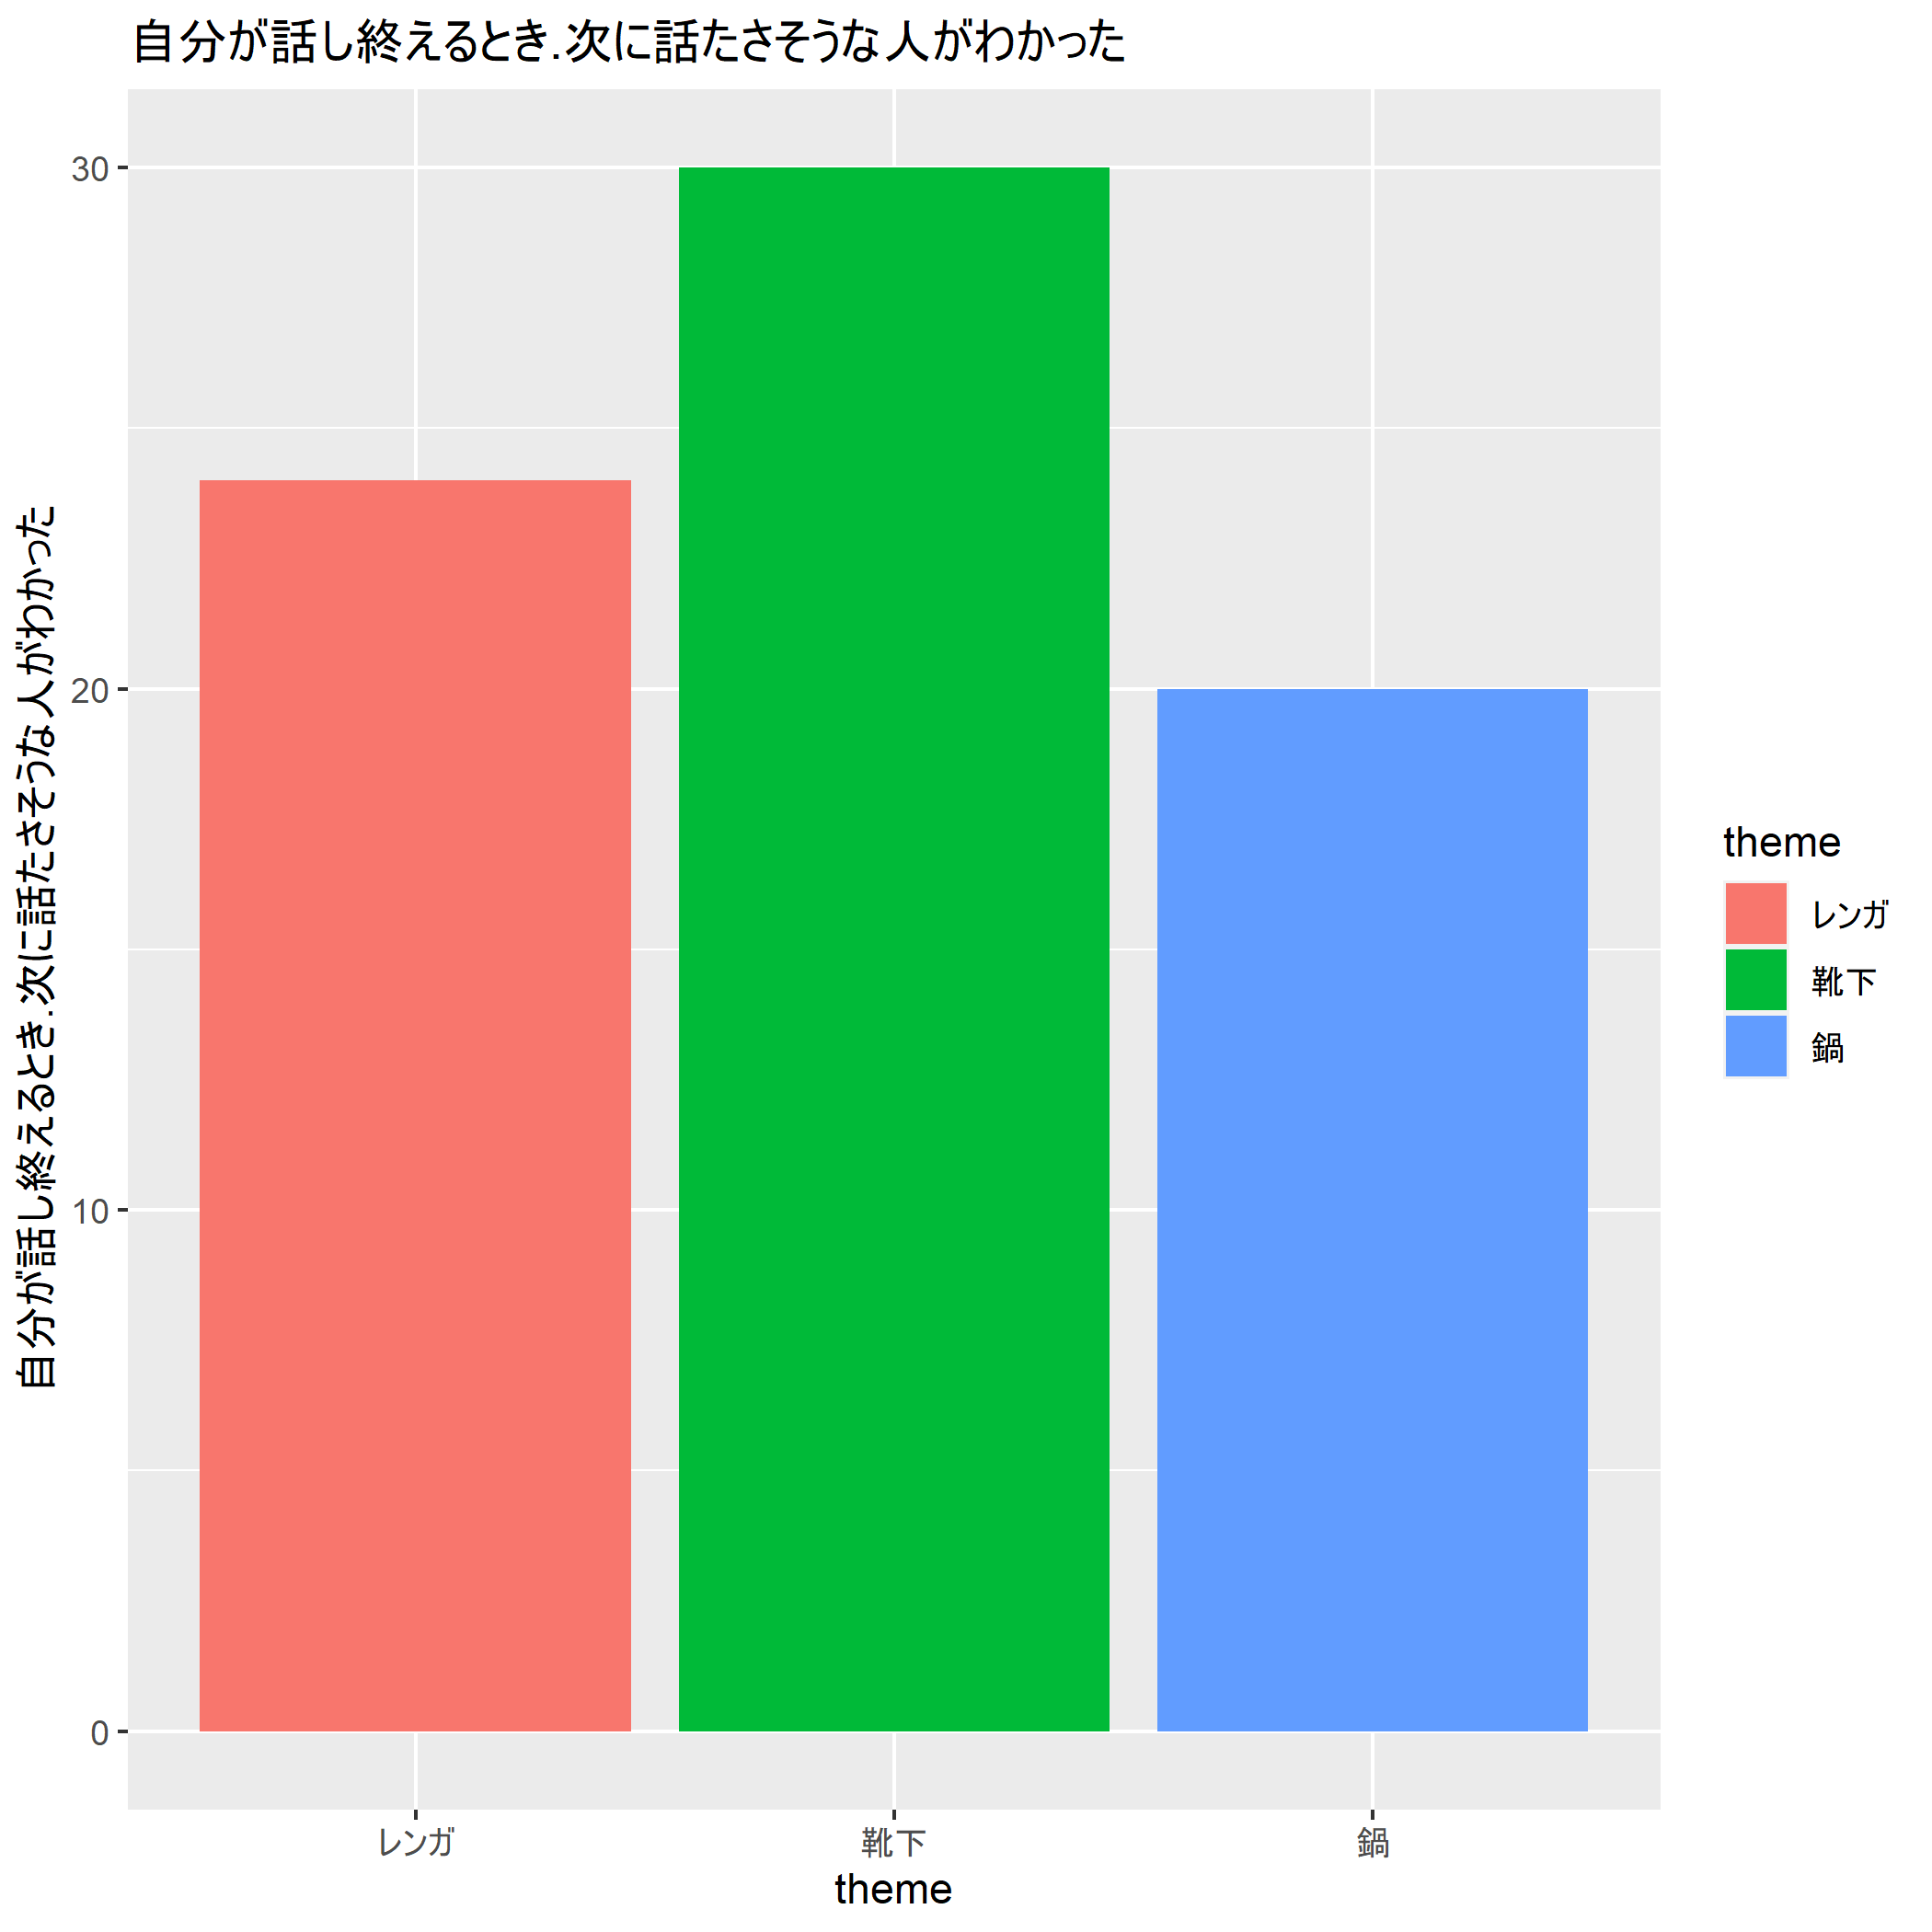 自分が話し終えるとき.次に話たさそうな人がわかった
自分が話し終えるとき.次に話たさそうな人がわかった
30
20
10
0
レンガ
靴下
鍋
theme
theme
レンガ
靴下
鍋